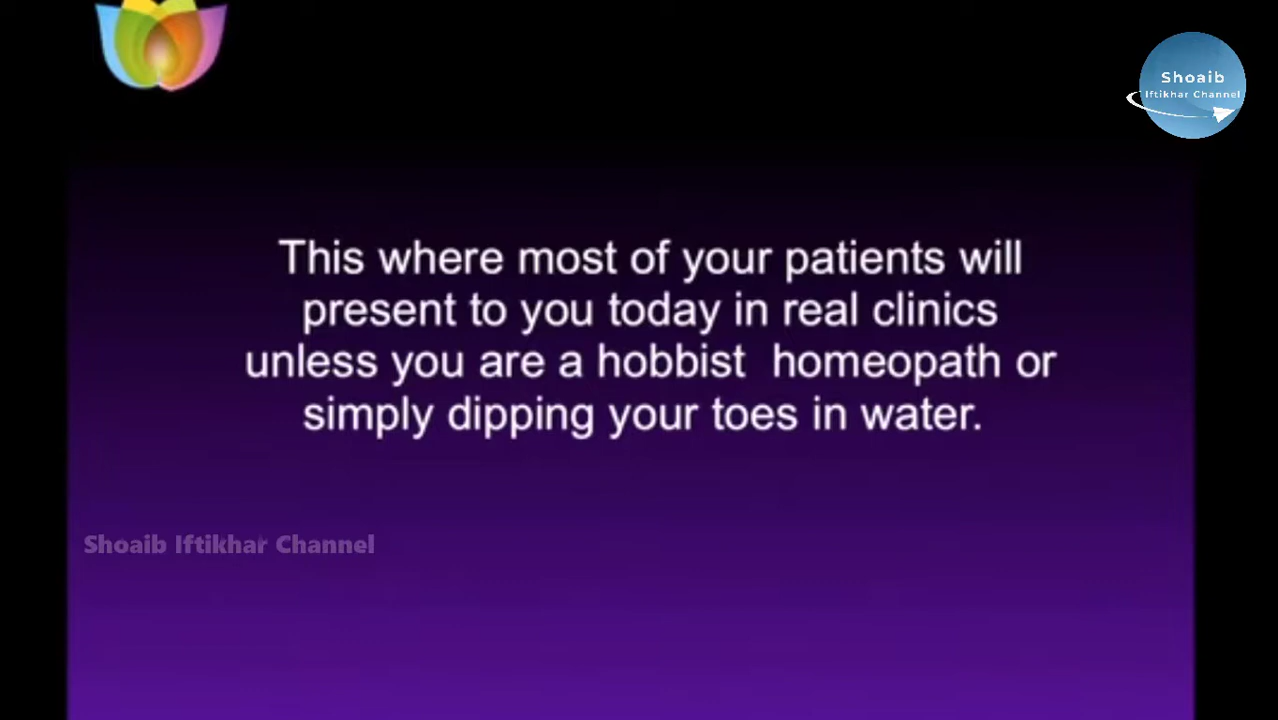 Shoaib
Iftikhar Channel
This where most of your patients will
present to you today in real clinics
unless you are a hobbist homeopath or
simply dipping your toes in water.
Shoaib Iftikhar Channel